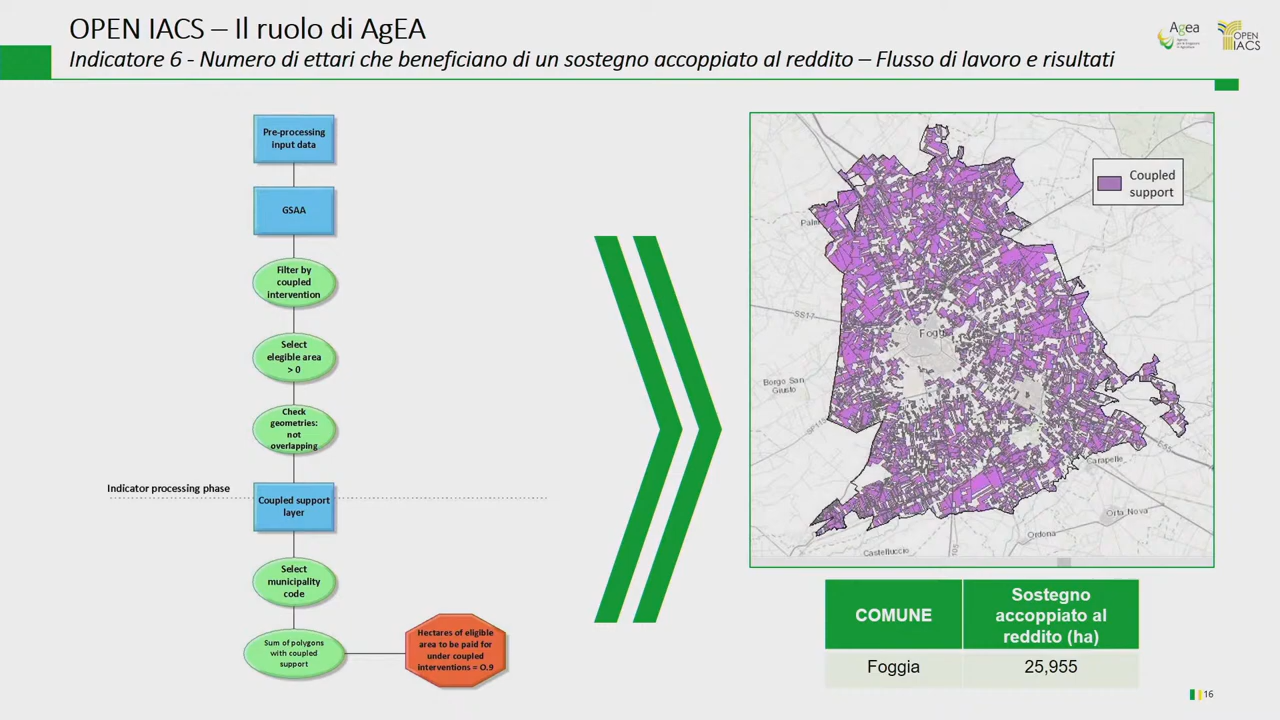 OPEN IACS – Il ruolo di AgEA
Indicatore 6 - Numero di ettari che beneficiano di un sostegno accoppiato al reddito – Flusso di lavoro e risultati
Agea
OPEN
IACS
Pre-processing
input data
GSAA
Filter by
coupled
intervention
Select
elegible area
> 0
Check
geometries:
not
overlapping
Indicator processing phase
Coupled support
layer
Select
municipality
code
Sum of polygons
with coupled
support
Hectares of eligible
area to be paid for
under coupled
interventions = O.9
Coupled
support
Palm
SS17
Foggi
Borgo San
Giusto
SP115
Carapelle
Orta Nova
Ordona
Castelluccio
COMUNE
Sostegno
accoppiato al
reddito (ha)
Foggia
25,955
16